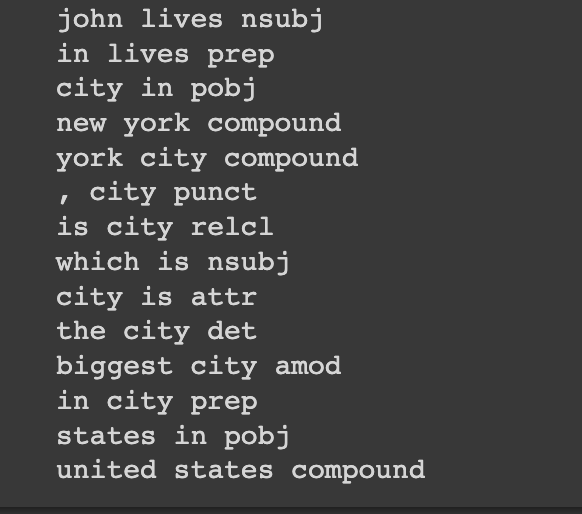 john lives nsubj
in lives prep
city in pobj
new york compound
york city compound
, city punct
is city relcl
which is nsubj
city is attr
the city det
biggest city amod
in city prep
states in pobj
united states compound